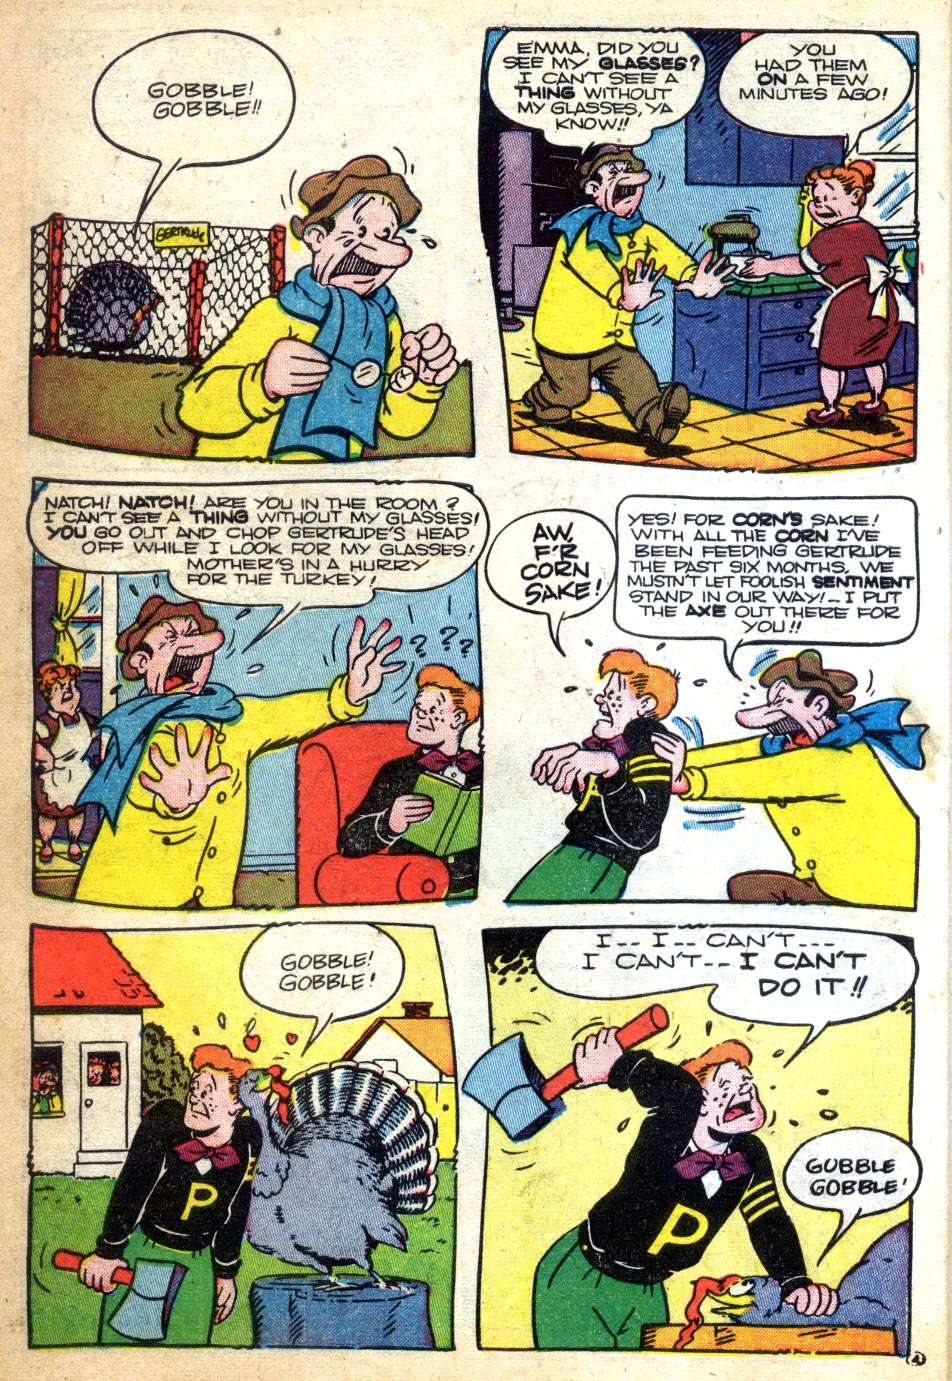 GOBBLE!
GOBBLE!!
GERTRUDE
EMMA, DID YOU
SEE MY GLASSES?
I CAN'T SEE A
THING WITHOUT
MY GLASSES, YA
KNOW!!
YOU
HAD THEM
ON A FEW
MINUTES AGO!
NATCH! NATCH! ARE YOU IN THE ROOM?
I CAN'T SEE A THING WITHOUT MY GLASSES!
YOU GO OUT AND CHOP GERTRUDE'S HEAD
OFF WHILE I LOOK FOR MY GLASSES!
MOTHER'S IN A HURRY
FOR THE TURKEY!
???
AW,
F'R
CORN
SAKE!
YES! FOR CORN'S SAKE!
WITH ALL THE CORN I'VE
BEEN FEEDING GERTRUDE
THE PAST SIX MONTHS, WE
MUSTN'T LET FOOLISH SENTIMENT
STAND IN OUR WAY!-I PUT
THE AXE OUT THERE FOR
YOU!!
GOBBLE!
GOBBLE!
P
I-- I-- CAN'T---
I CAN'T-- I CAN'T
DO IT!!
GUBBLE
GOBBLE!
P
4